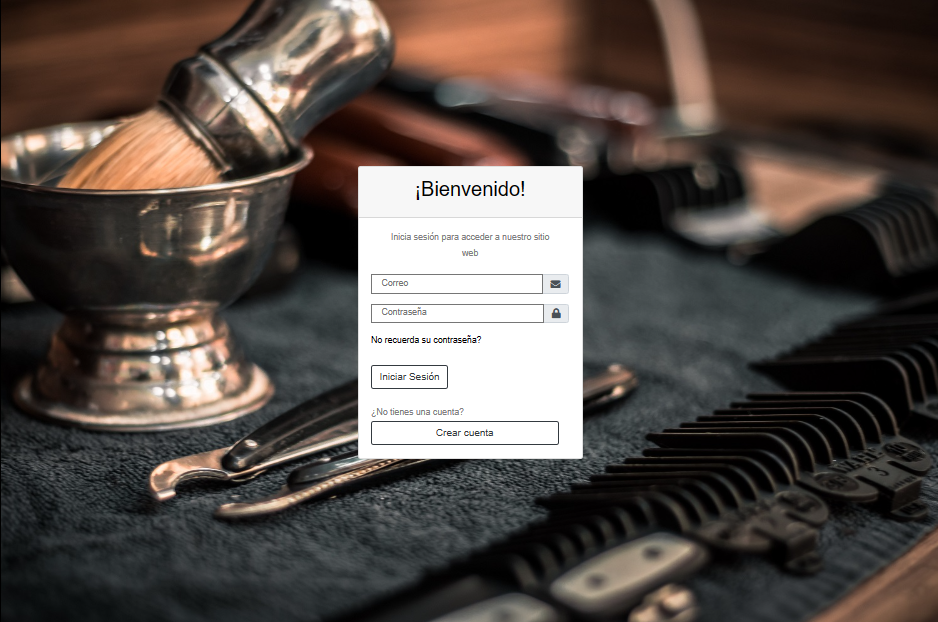 ¡Bienvenido!
Inicia sesión para acceder a nuestro sitio
web
Correo
Contraseña
No recuerda su contraseña?
Iniciar Sesión
¿No tienes una cuenta?
Crear cuenta
3